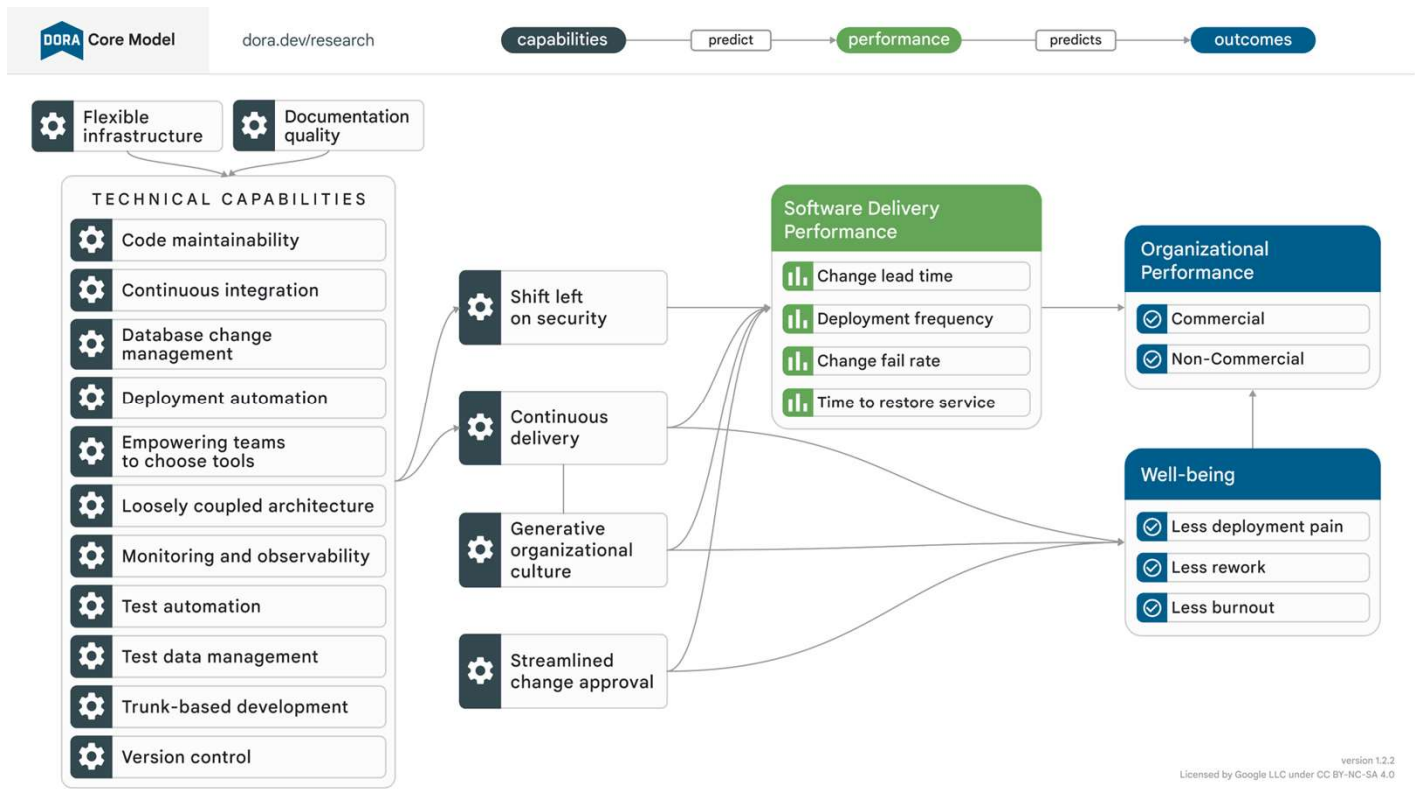 DORA Core Model
dora.dev/research
capabilities
predict
performance
predicts
outcomes
Flexible
infrastructure
Documentation
quality
TECHNICAL CAPABILITIES
Code maintainability
Continuous integration
Database change
management
Deployment automation
Empowering teams
to choose tools
Loosely coupled architecture
Monitoring and observability
Test automation
Test data management
Trunk-based development
Version control
Shift left
on security
Continuous
delivery
Generative
organizational
culture
Streamlined
change approval
Software Delivery
Performance
Change lead time
Deployment frequency
Change fail rate
Time to restore service
Organizational
Performance
Commercial
Non-Commercial
Well-being
Less deployment pain
Less rework
Less burnout
version 1.2.2
Licensed by Google LLC under CC BY-NC-SA 4.0